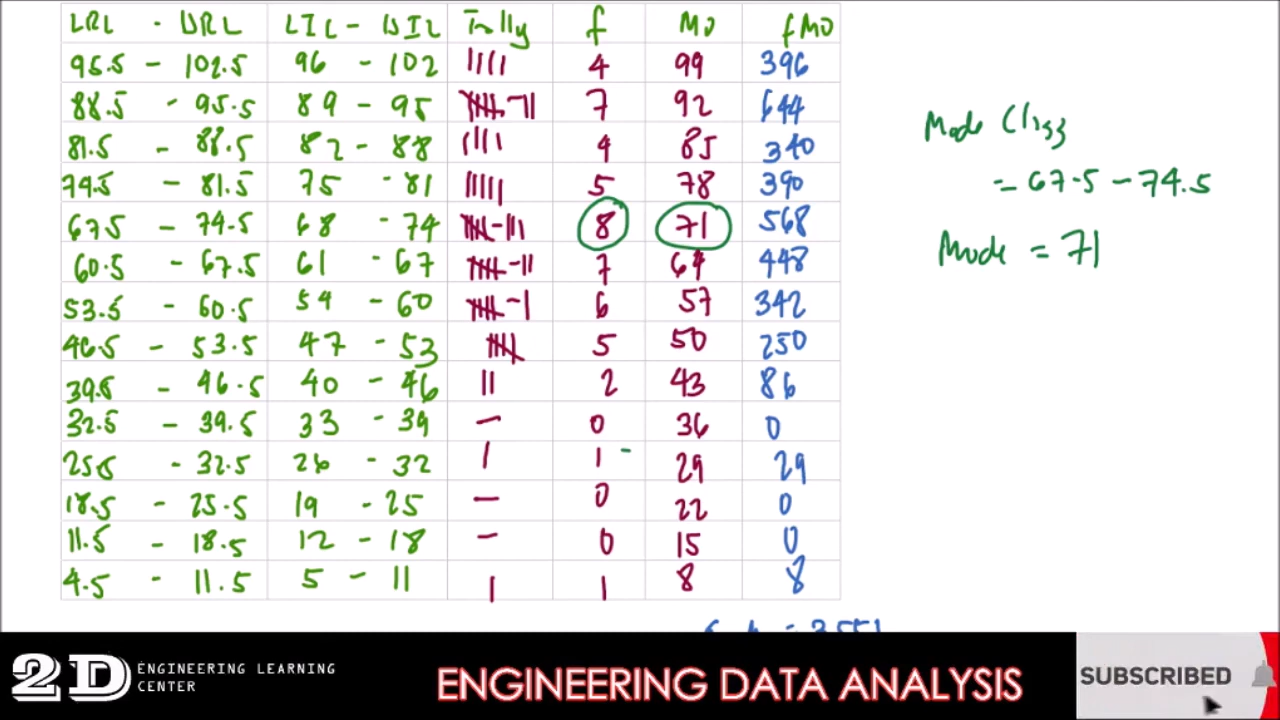 LRL - URL LIL - UIL Tally f Mo fMo
95.5 - 102.5 96 - 102 |||| 4 99 396
88.5 - 95.5 89 - 95 |||||-|| 7 92 644
81.5 - 88.5 82 - 88 |||| 4 85 340
74.5 - 81.5 75 - 81 ||||| 5 78 390
67.5 - 74.5 68 - 74 |||||-||| 8 71 568
60.5 - 67.5 61 - 67 |||||-|| 7 64 448
53.5 - 60.5 54 - 60 |||||-| 6 57 342
46.5 - 53.5 47 - 53 ||||| 5 50 250
39.5 - 46.5 40 - 46 || 2 43 86
32.5 - 39.5 33 - 39 - 0 36 0
25.5 - 32.5 26 - 32 | 1 29 29
18.5 - 25.5 19 - 25 - 0 22 0
11.5 - 18.5 12 - 18 - 0 15 0
4.5 - 11.5 5 - 11 | 1 8 8
Mode Class
= 67.5 - 74.5
Mode = 71
2D ENGINEERING LEARNING
CENTER
ENGINEERING DATA ANALYSIS
SUBSCRIBED